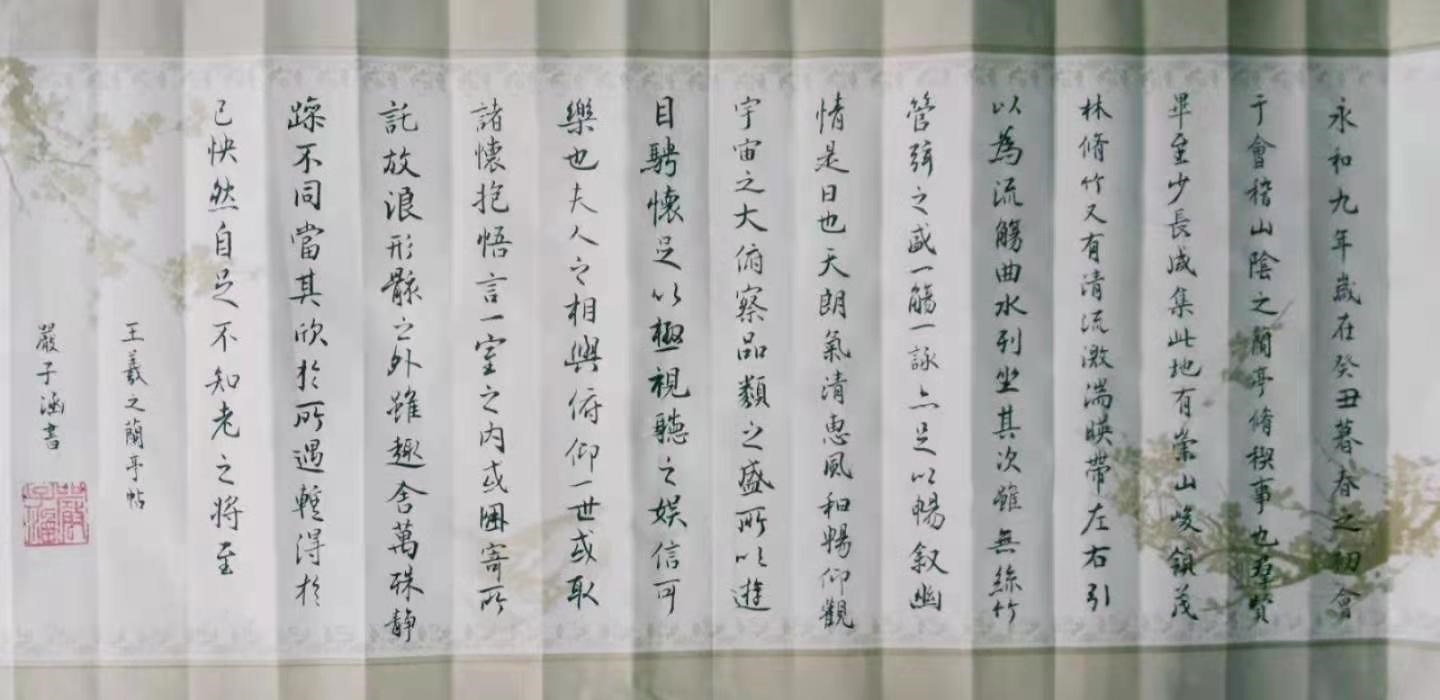 永和九年歲在癸丑暮春之初會
于會稽山陰之蘭亭脩稧事也羣賢
畢至少長咸集此地有崇山峻領茂
林脩竹又有清流激湍暎帶左右引
以為流觴曲水列坐其次雖無絲竹
管弦之盛一觴一詠亦足以暢叙幽
情是日也天朗氣清惠風和暢仰觀
宇宙之大俯察品類之盛所以遊
目騁懷足以極視聽之娛信可
樂也夫人之相與俯仰一世或取
諸懷抱悟言一室之內或因寄所
託放浪形骸之外雖趣舍萬殊静
躁不同當其欣於所遇蹔得於
己怏然自足不知老之將至
王羲之蘭亭帖
嚴子涵書